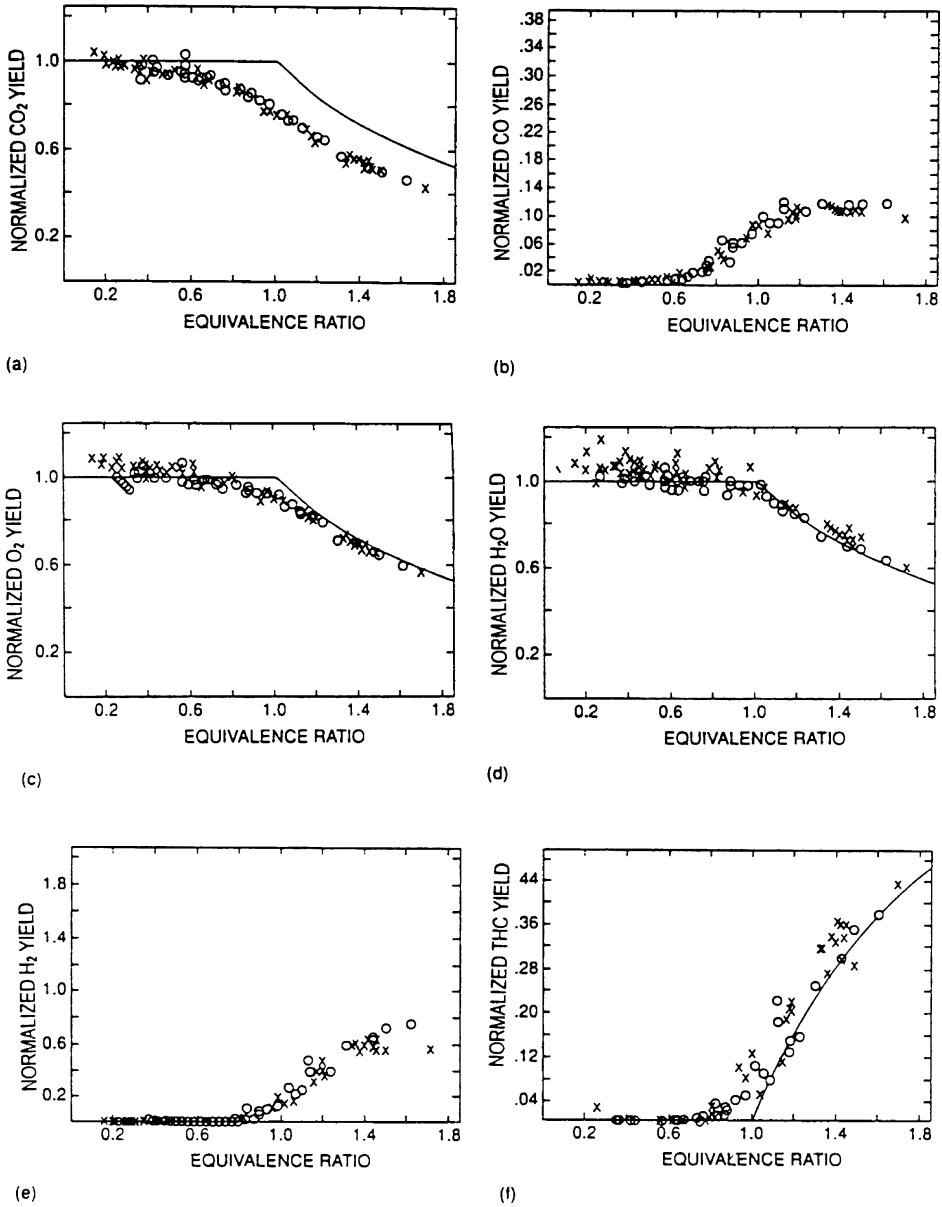 1.0
0.6
0.2
NORMALIZED CO₂ YIELD
0.2 0.6 1.0 1.4 1.8
EQUIVALENCE RATIO
(a)
.38
.34
.30
.26
.22
.18
.14
.10
.06
.02
NORMALIZED CO YIELD
0.2 0.6 1.0 1.4 1.8
EQUIVALENCE RATIO
(b)
1.0
0.6
0.2
NORMALIZED O₂ YIELD
0.2 0.6 1.0 1.4 1.8
EQUIVALENCE RATIO
(c)
1.0
0.6
0.2
NORMALIZED H₂O YIELD
0.2 0.6 1.0 1.4 1.8
EQUIVALENCE RATIO
(d)
1.8
1.4
1.0
0.6
0.2
NORMALIZED H₂ YIELD
0.2 0.6 1.0 1.4 1.8
EQUIVALENCE RATIO
(e)
.44
.36
.28
.20
.12
.04
NORMALIZED THC YIELD
0.2 0.6 1.0 1.4 1.8
EQUIVALENCE RATIO
(f)